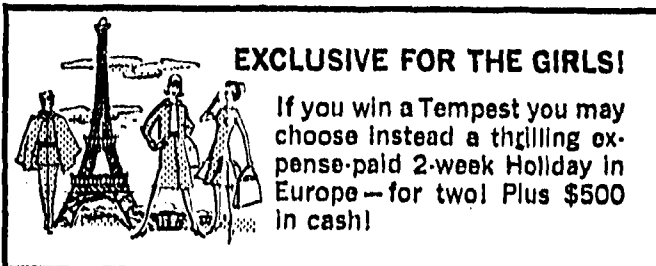 EXCLUSIVE FOR THE GIRLS!
If you win a Tempest you may
choose instead a thrilling ex-
pense-paid 2-week Holiday in
Europe—for two! Plus $500
in cash!